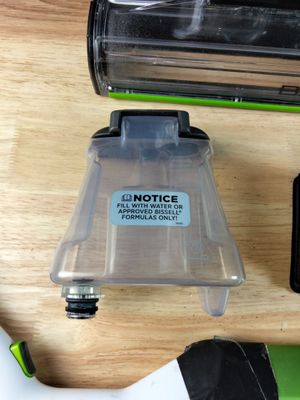 NOTICE
FILL WITH WATER OR
APPROVED BISSELL®
FORMULAS ONLY!